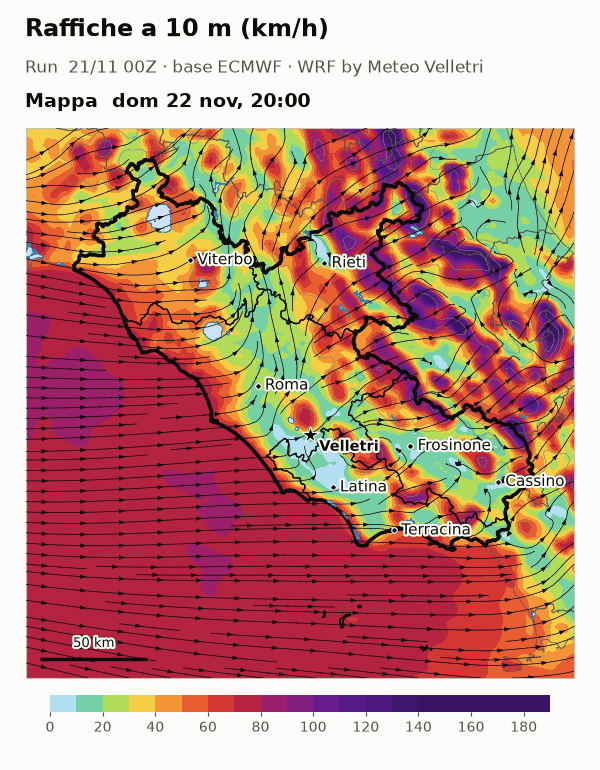 Raffiche a 10 m (km/h)
Run  21/11 00Z · base ECMWF · WRF by Meteo Velletri
Mappa  dom 22 nov, 20:00
Viterbo
Rieti
Roma
Velletri
Frosinone
Cassino
Latina
Terracina
50 km
0 20 40 60 80 100 120 140 160 180